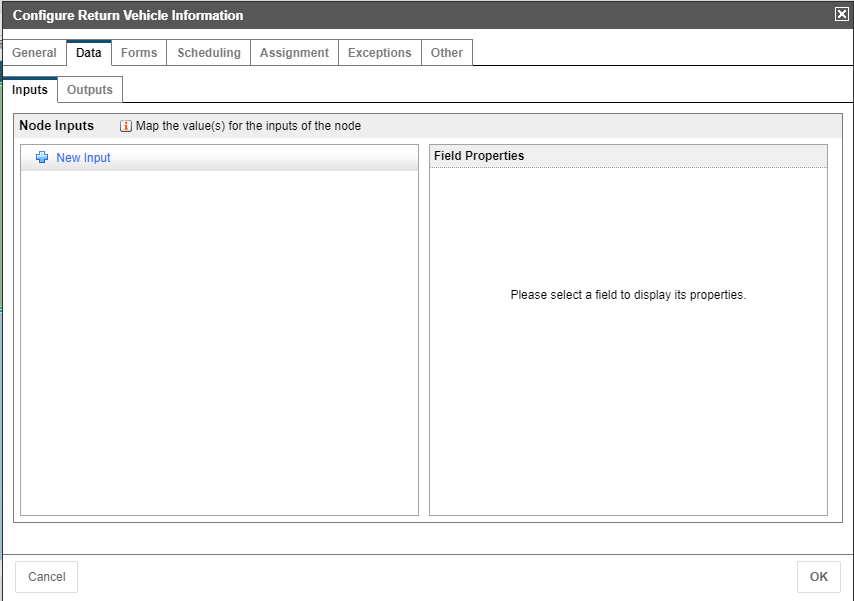 Configure Return Vehicle Information
General Data Forms Scheduling Assignment Exceptions Other
Inputs Outputs
Node Inputs Map the value(s) for the inputs of the node
New Input
Field Properties
Please select a field to display its properties.
Cancel OK